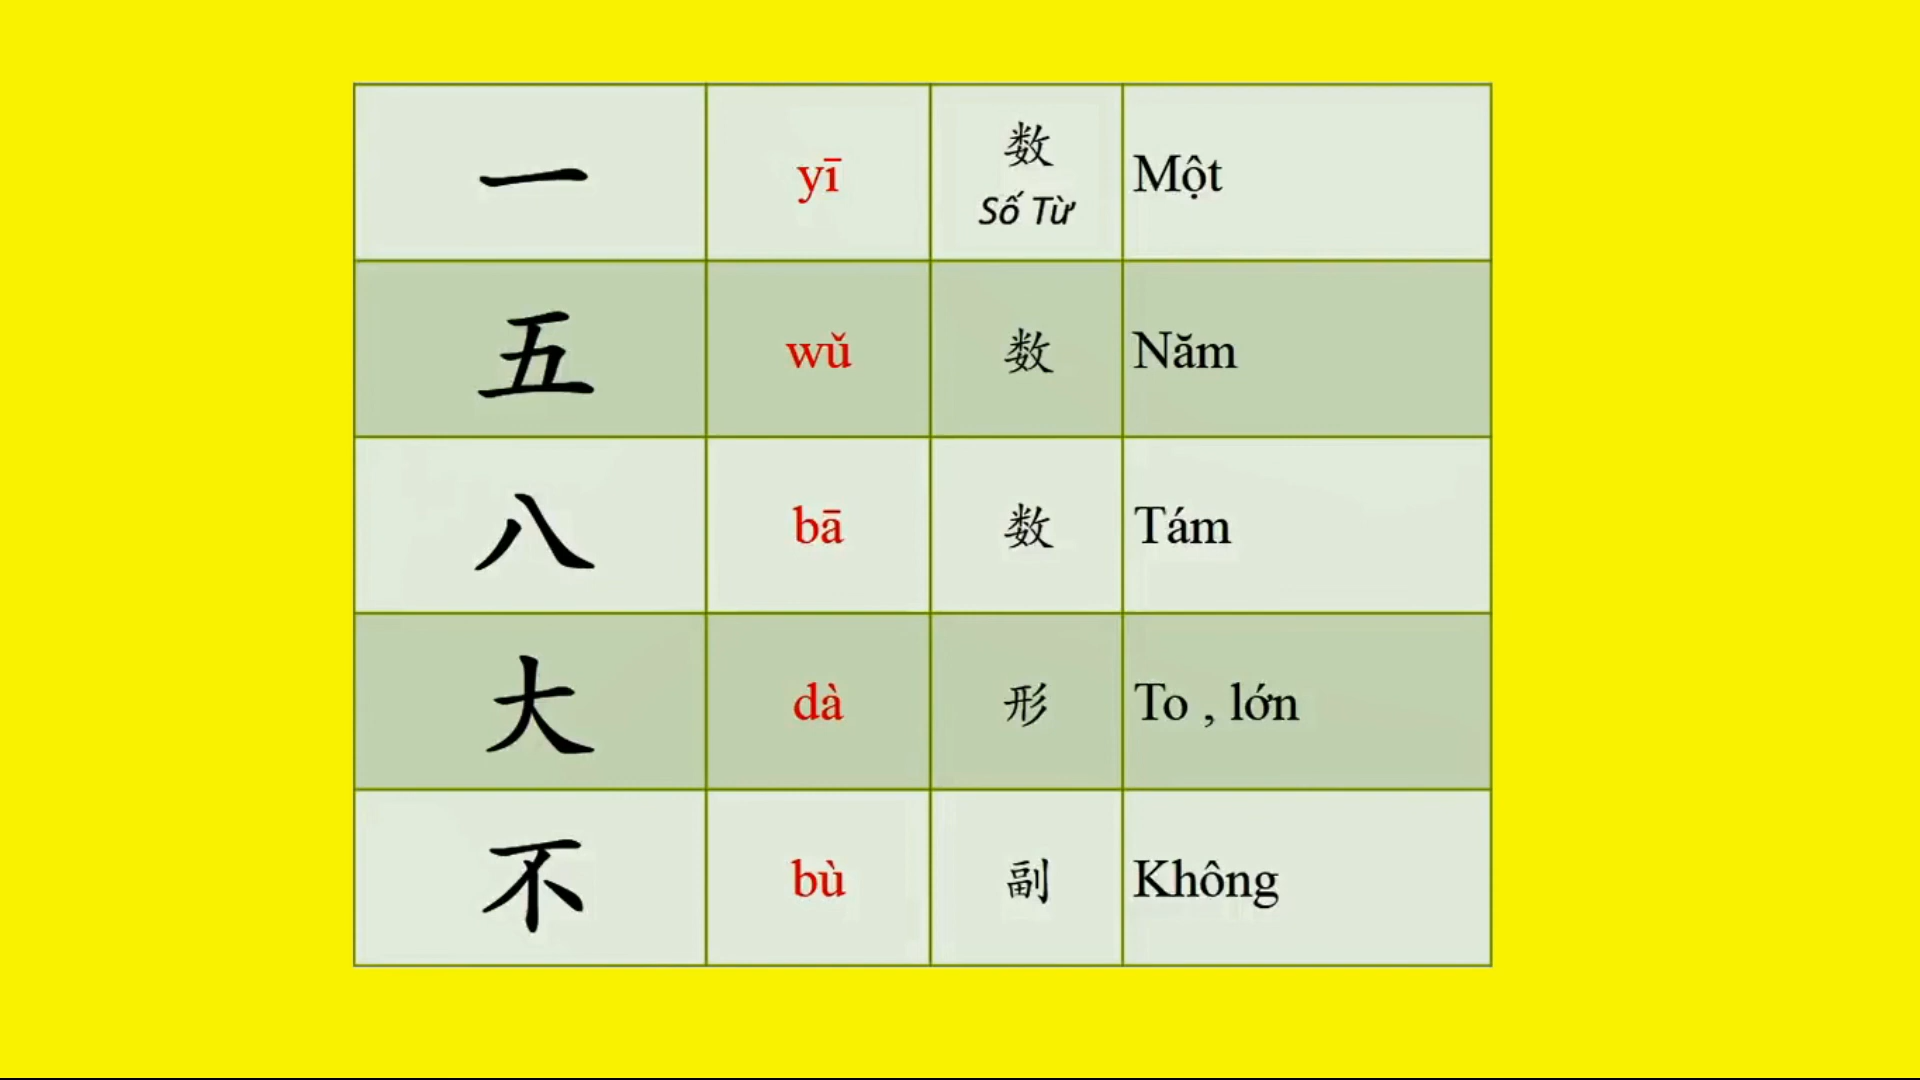 一 yī 数 Một
Số Từ
五 wǔ 数 Năm
八 bā 数 Tám
大 dà 形 To , lớn
不 bù 副 Không